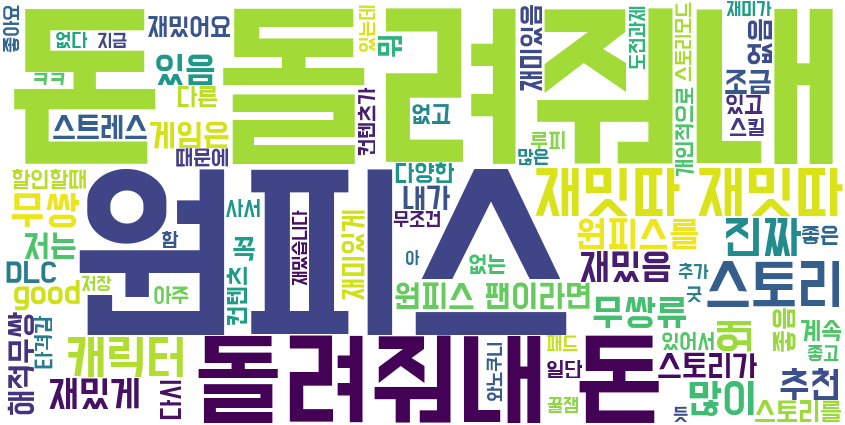 돈 돌려줘내
좋아요
없다
지금
재밌어요
있는데
뭐
재미있음
도전과제
스토리모드
재미가
없음
ㅋㅋ
있음
다른
컨텐츠가
없고
조금
있고
스킬
스트레스
게임은
루피
개인적으로
때문에
많은
할인할때
원피스
다양한
내가
재밋따 재밋따
무쌍
사서
꼭
재밌습니다
재미있게
무조건
원피스를
진짜
좋은
저는
함
아
없는
재밌음
추가
스토리
DLC
저장
good
아주
컨텐츠
원피스 팬이라면
굿
무쌍류
해적무쌍
타격감
캐릭터
돌려줘내 돈
와노쿠니
패드
있어서
왜
좋음
계속
좋고
재밌게
다시
일단
스토리가
꿀잼
듯
많이
추천
스토리를